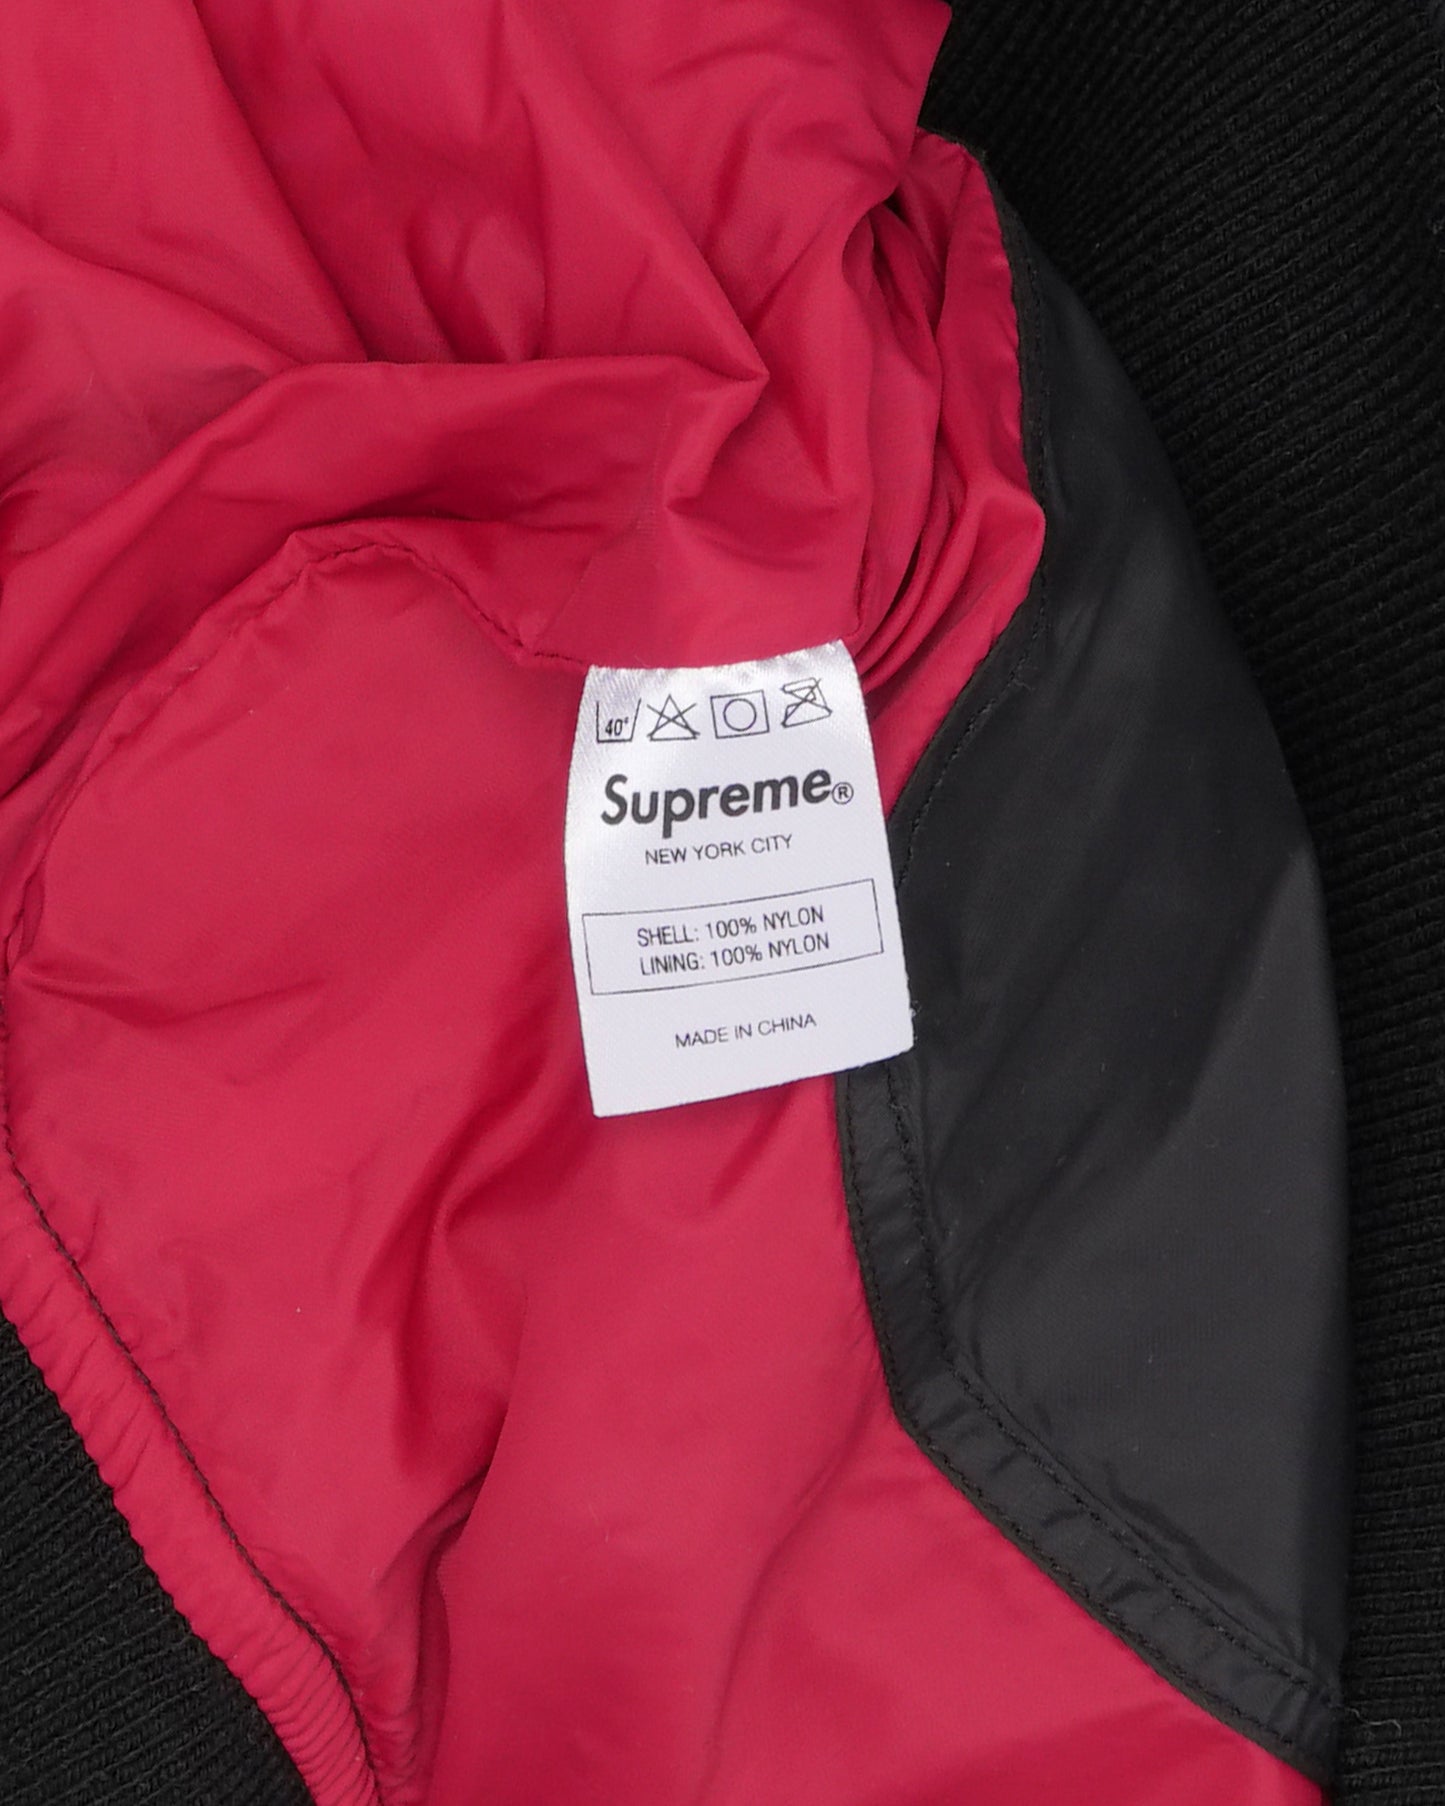 40°
Supreme®
NEW YORK CITY
SHELL: 100% NYLON
LINING: 100% NYLON
MADE IN CHINA